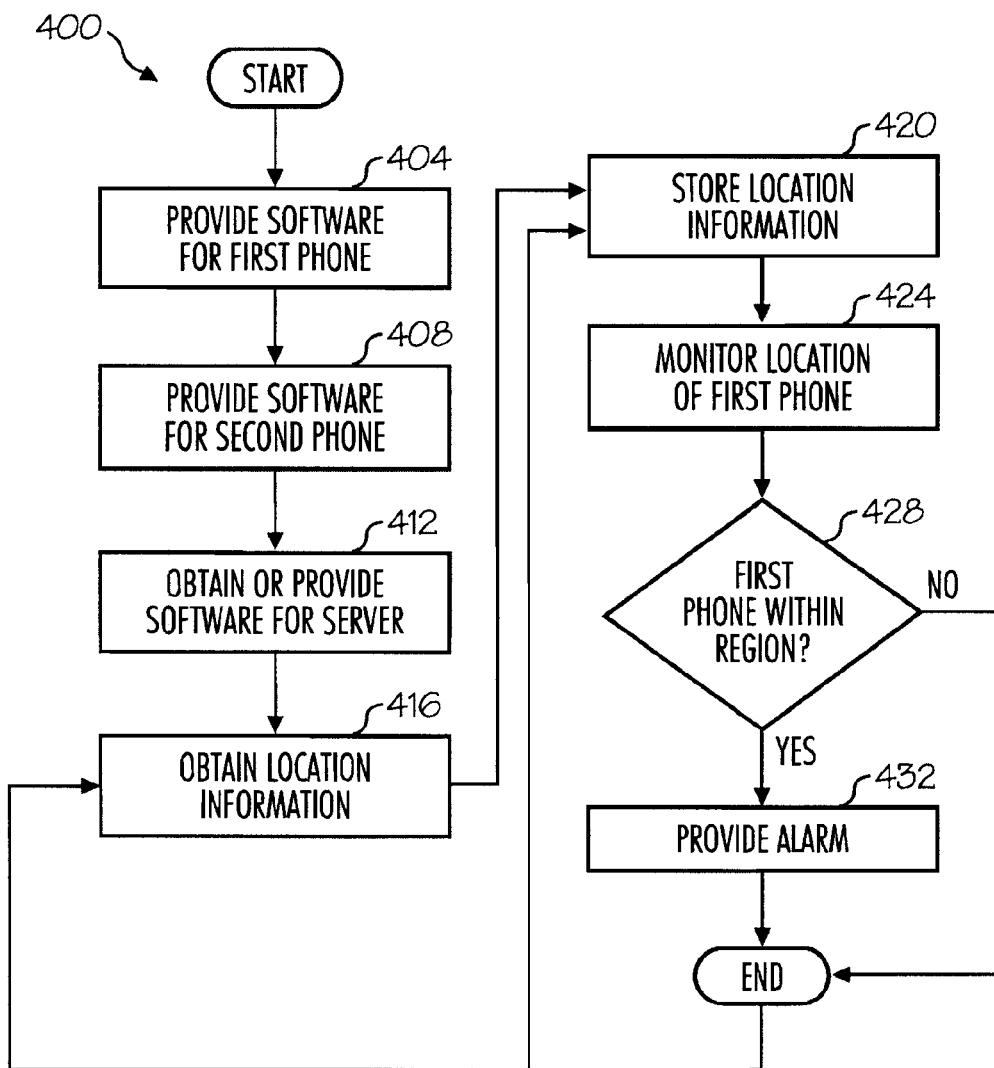 400
START
404
PROVIDE SOFTWARE
FOR FIRST PHONE
408
PROVIDE SOFTWARE
FOR SECOND PHONE
412
OBTAIN OR PROVIDE
SOFTWARE FOR SERVER
416
OBTAIN LOCATION
INFORMATION
420
STORE LOCATION
INFORMATION
424
MONITOR LOCATION
OF FIRST PHONE
428
FIRST
PHONE WITHIN
REGION?
NO
YES
432
PROVIDE ALARM
END